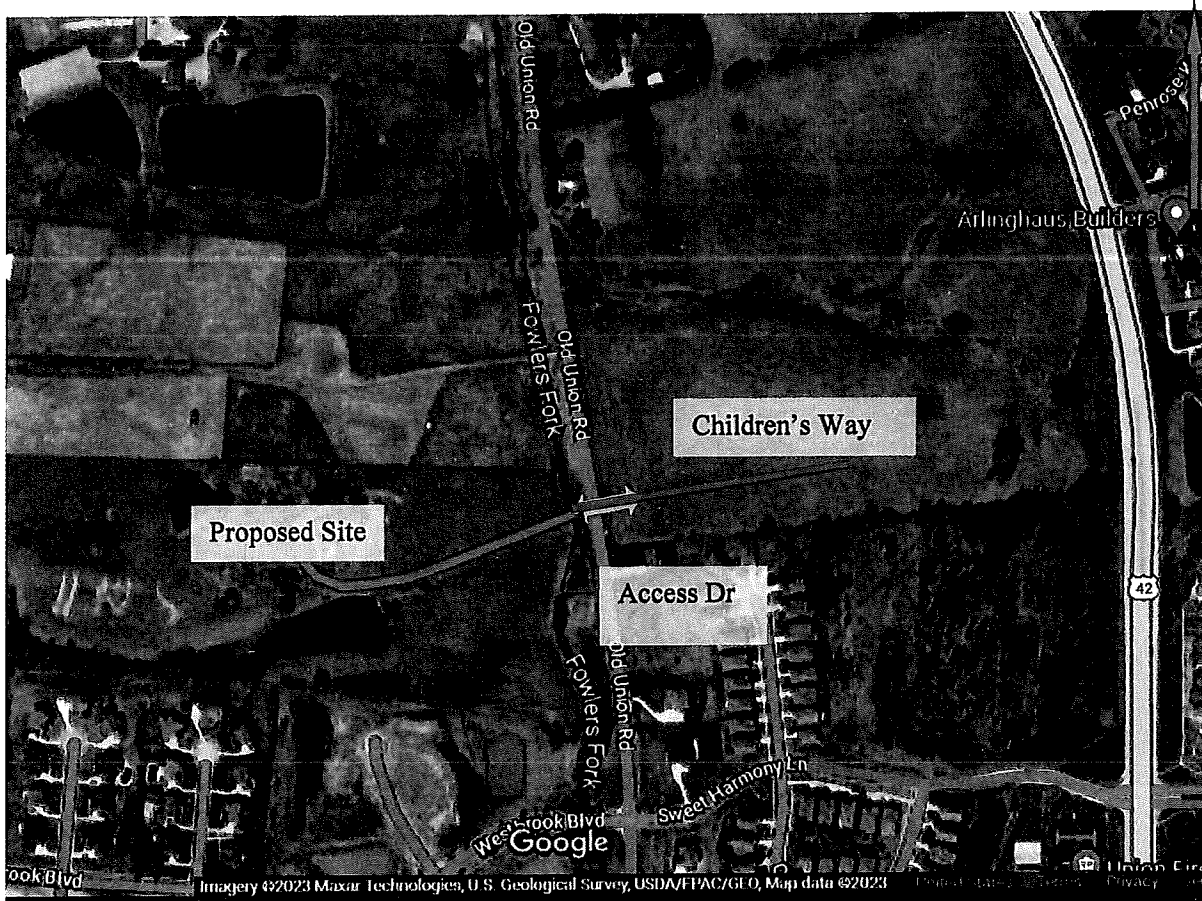 Old Union Rd
Arlinghaus Builders
Old Union Rd
Fowlers Fork
Children's Way
Proposed Site
Access Dr
42
Old Union Rd
Fowlers Fork
Sweet Harmony Ln
Westbrook Blvd
Google
rook Blvd
Imagery ©2023 Maxar Technologies, U.S. Geological Survey, USDA/FPAC/GEO, Map data ©2023
Privacy